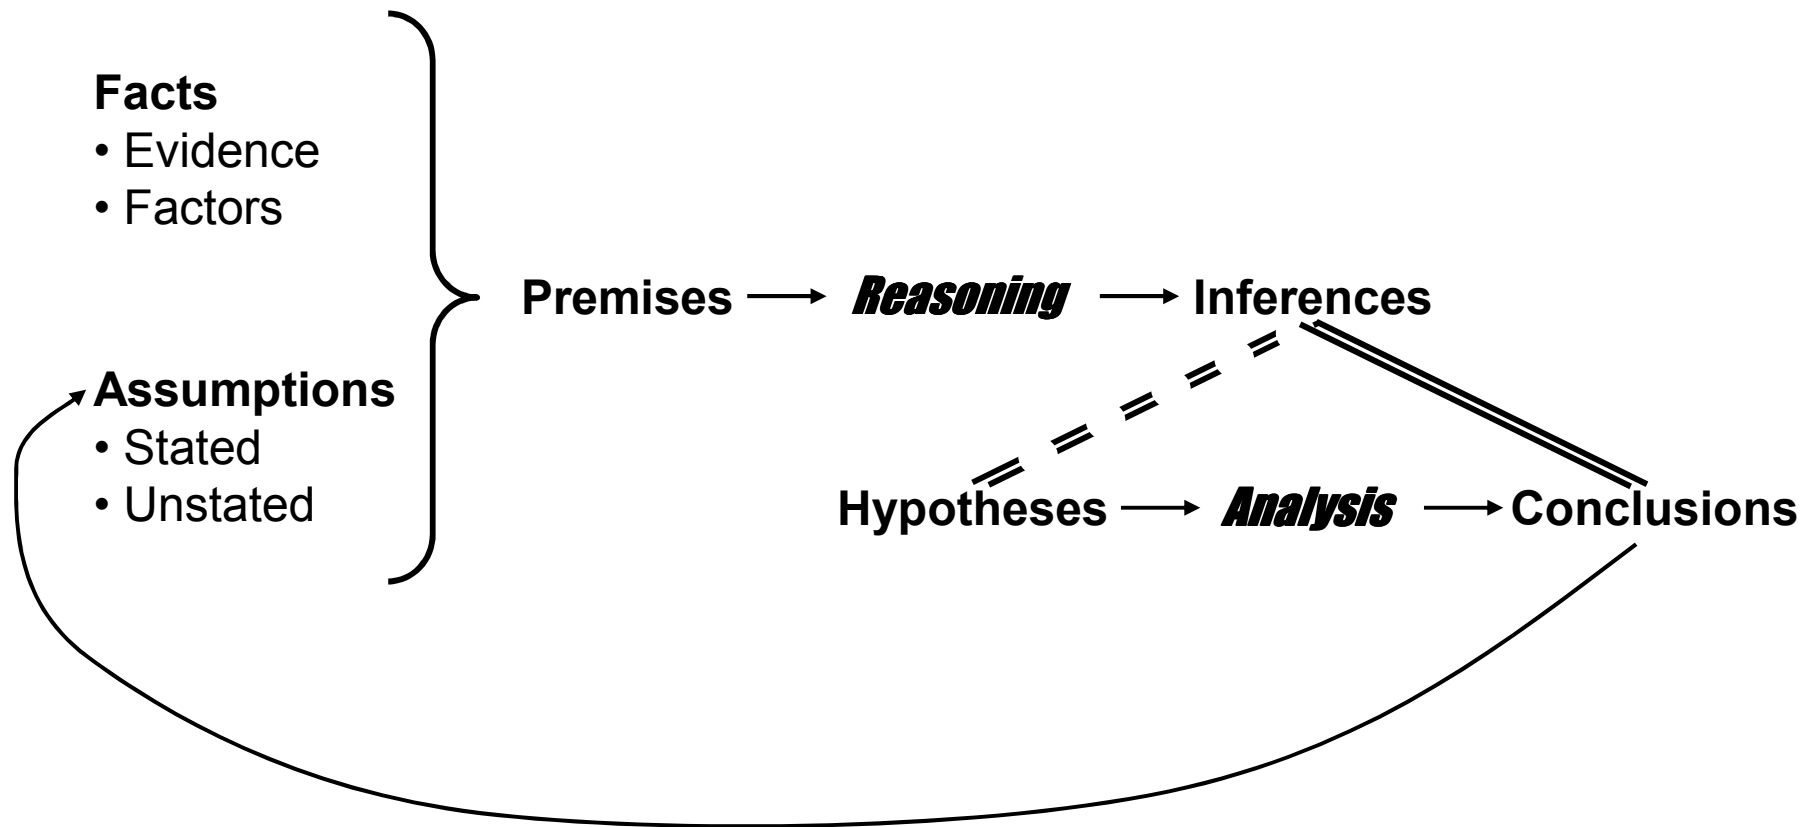 Facts
• Evidence
• Factors
Premises Reasoning Inferences
Assumptions
• Stated
• Unstated
Hypotheses Analysis Conclusions